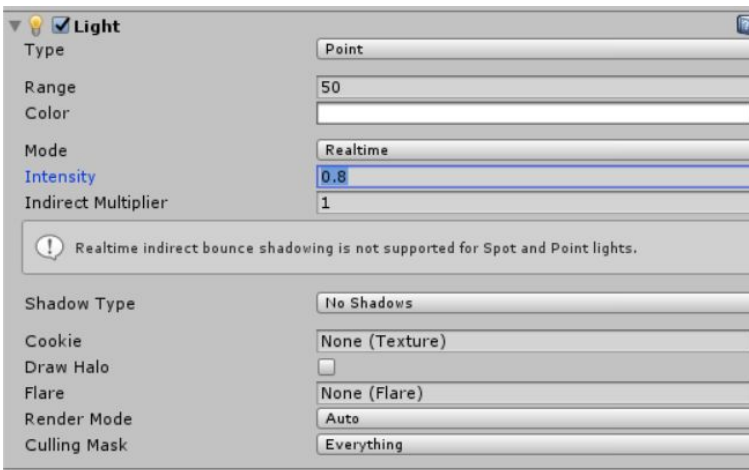 Light
Type Point
Range 50
Color
Mode Realtime
Intensity 0.8
Indirect Multiplier 1
Realtime indirect bounce shadowing is not supported for Spot and Point lights.
Shadow Type No Shadows
Cookie None (Texture)
Draw Halo
Flare None (Flare)
Render Mode Auto
Culling Mask Everything